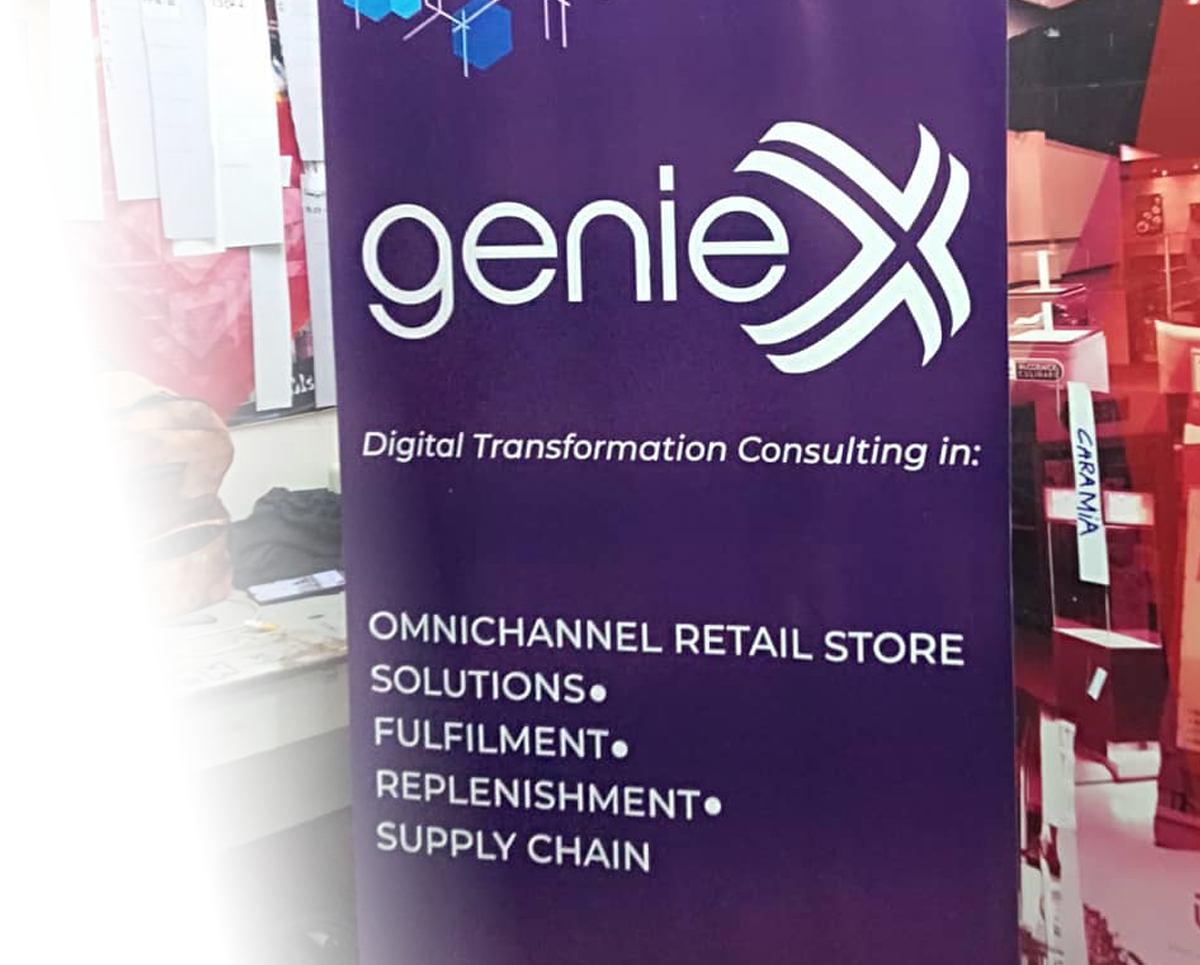 genieX
Digital Transformation Consulting in:
OMNICHANNEL RETAIL STORE
SOLUTIONS•
FULFILMENT•
REPLENISHMENT•
SUPPLY CHAIN
CARAMIA